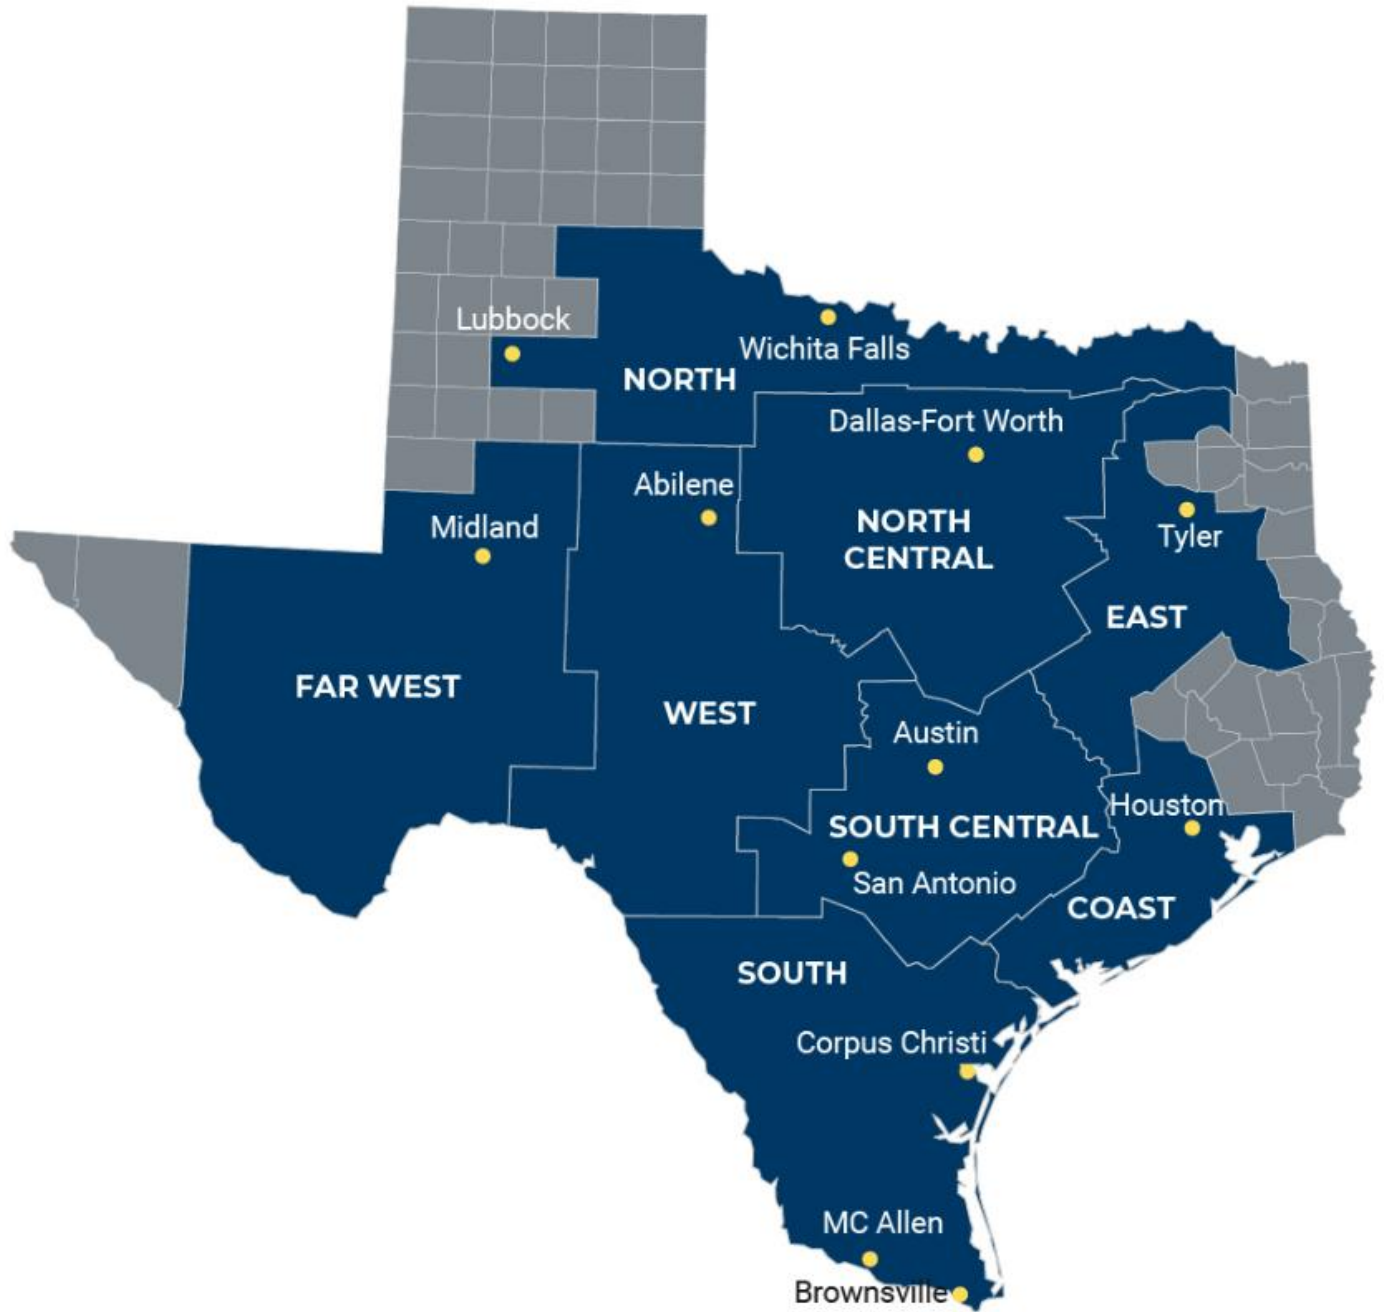 Lubbock
Wichita Falls
NORTH
Dallas-Fort Worth
Abilene
Midland
NORTH
CENTRAL
Tyler
EAST
FAR WEST
WEST
Austin
Houston
SOUTH CENTRAL
San Antonio
COAST
SOUTH
Corpus Christi
MC Allen
Brownsville